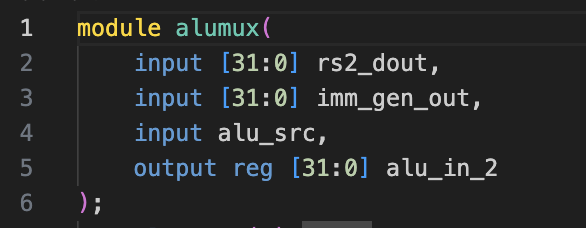 1 module alumux(
2 input [31:0] rs2_dout,
3 input [31:0] imm_gen_out,
4 input alu_src,
5 output reg [31:0] alu_in_2
6 );